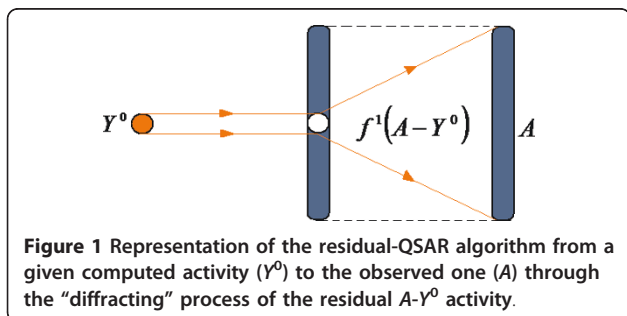 Y⁰ f¹(A−Y⁰) A
Figure 1 Representation of the residual-QSAR algorithm from a
given computed activity (Y⁰) to the observed one (A) through
the “diffracting” process of the residual A-Y⁰ activity.